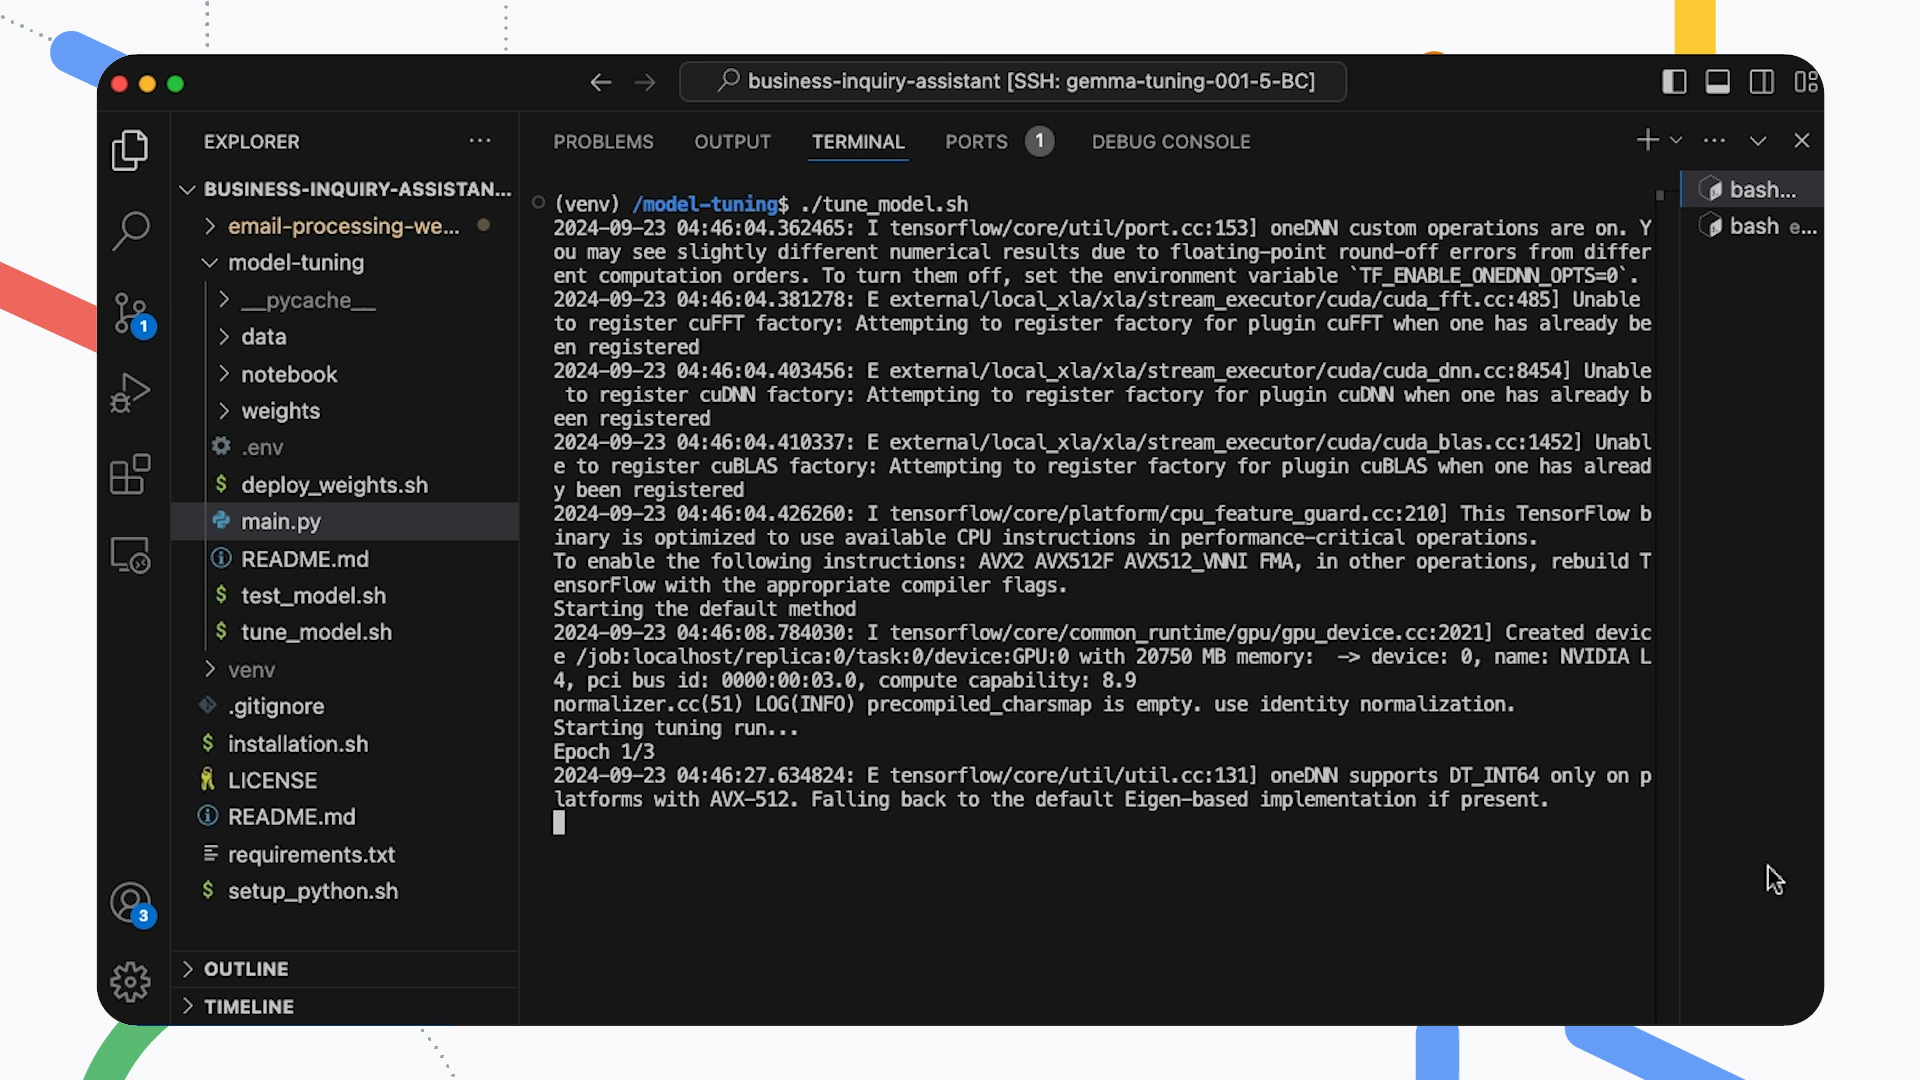 business-inquiry-assistant [SSH: gemma-tuning-001-5-BC]
EXPLORER
BUSINESS-INQUIRY-ASSISTAN...
email-processing-we...
model-tuning
__pycache__
data
notebook
weights
.env
$ deploy_weights.sh
main.py
README.md
$ test_model.sh
$ tune_model.sh
venv
.gitignore
$ installation.sh
LICENSE
README.md
requirements.txt
$ setup_python.sh
OUTLINE
TIMELINE
1
3
PROBLEMS OUTPUT TERMINAL PORTS 1 DEBUG CONSOLE
(venv) /model-tuning$ ./tune_model.sh
2024-09-23 04:46:04.362465: I tensorflow/core/util/port.cc:153] oneDNN custom operations are on. Y
ou may see slightly different numerical results due to floating-point round-off errors from differ
ent computation orders. To turn them off, set the environment variable `TF_ENABLE_ONEDNN_OPTS=0`.
2024-09-23 04:46:04.381278: E external/local_xla/xla/stream_executor/cuda/cuda_fft.cc:485] Unable
to register cuFFT factory: Attempting to register factory for plugin cuFFT when one has already be
en registered
2024-09-23 04:46:04.403456: E external/local_xla/xla/stream_executor/cuda/cuda_dnn.cc:8454] Unable
to register cuDNN factory: Attempting to register factory for plugin cuDNN when one has already b
een registered
2024-09-23 04:46:04.410337: E external/local_xla/xla/stream_executor/cuda/cuda_blas.cc:1452] Unabl
e to register cuBLAS factory: Attempting to register factory for plugin cuBLAS when one has alread
y been registered
2024-09-23 04:46:04.426260: I tensorflow/core/platform/cpu_feature_guard.cc:210] This TensorFlow b
inary is optimized to use available CPU instructions in performance-critical operations.
To enable the following instructions: AVX2 AVX512F AVX512_VNNI FMA, in other operations, rebuild T
ensorFlow with the appropriate compiler flags.
Starting the default method
2024-09-23 04:46:08.784030: I tensorflow/core/common_runtime/gpu/gpu_device.cc:2021] Created devic
e /job:localhost/replica:0/task:0/device:GPU:0 with 20750 MB memory:  -> device: 0, name: NVIDIA L
4, pci bus id: 0000:00:03.0, compute capability: 8.9
normalizer.cc(51) LOG(INFO) precompiled_charsmap is empty. use identity normalization.
Starting tuning run...
Epoch 1/3
2024-09-23 04:46:27.634824: E tensorflow/core/util/util.cc:131] oneDNN supports DT_INT64 only on p
latforms with AVX-512. Falling back to the default Eigen-based implementation if present.
bash...
bash e...